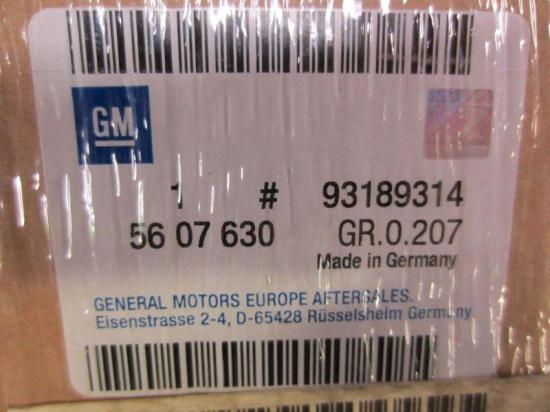 GM
1 # 93189314
56 07 630 GR.0.207
Made in Germany
GENERAL MOTORS EUROPE AFTERSALES.
Eisenstrasse 2-4, D-65428 Rüsselsheim Germany